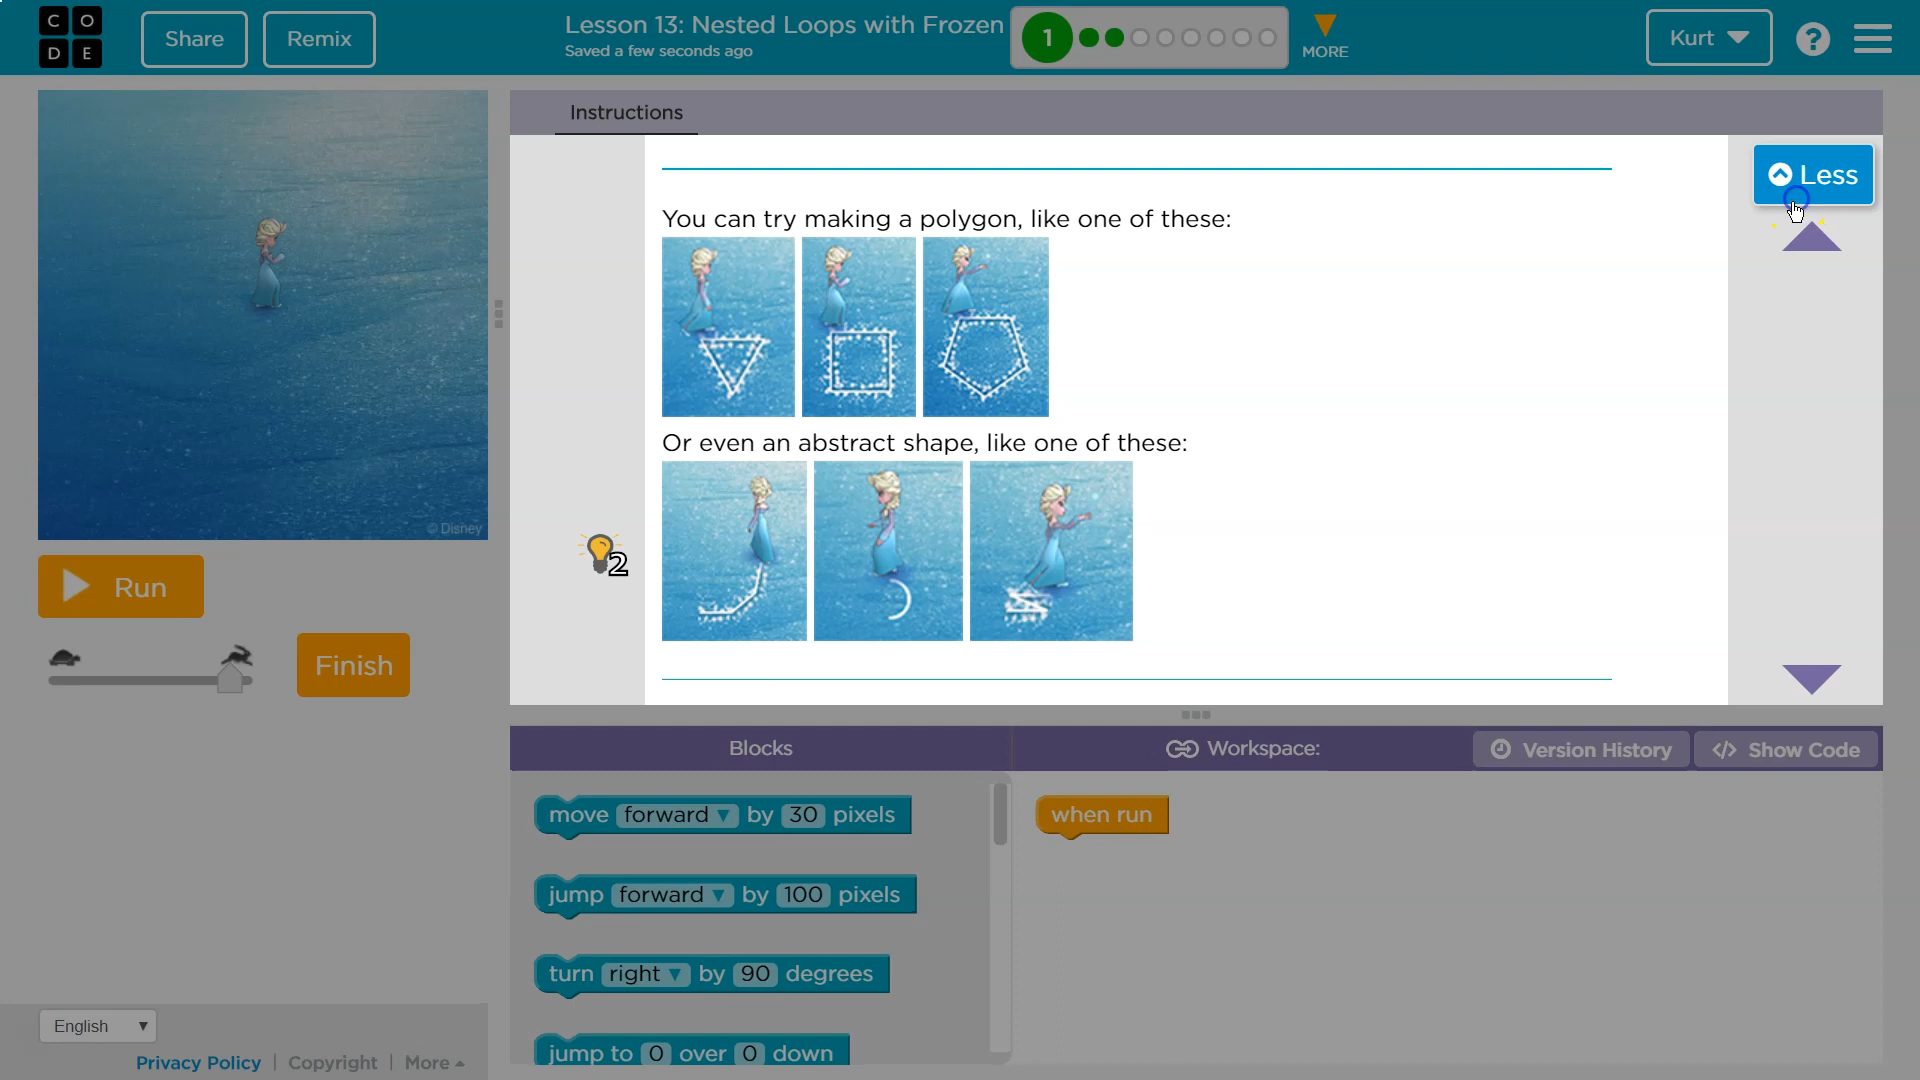 CODE
Share
Remix
Lesson 13: Nested Loops with Frozen
Saved a few seconds ago
1
MORE
Kurt
?
Instructions
Less
You can try making a polygon, like one of these:
Or even an abstract shape, like one of these:
2
© Disney
Run
Finish
Blocks
Workspace:
Version History
</> Show Code
move forward ▼ by 30 pixels
jump forward ▼ by 100 pixels
turn right ▼ by 90 degrees
jump to 0 over 0 down
when run
English ▼
Privacy Policy | Copyright | More